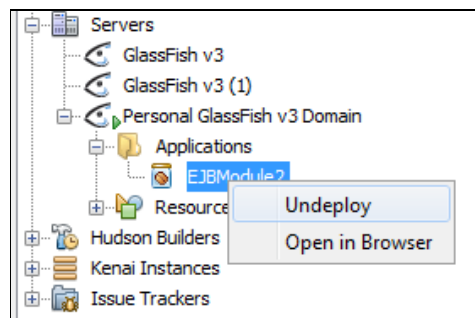 Servers
GlassFish v3
GlassFish v3 (1)
Personal GlassFish v3 Domain
Applications
EJBModule2
Resource
Undeploy
Open in Browser
Hudson Builders
Kenai Instances
Issue Trackers